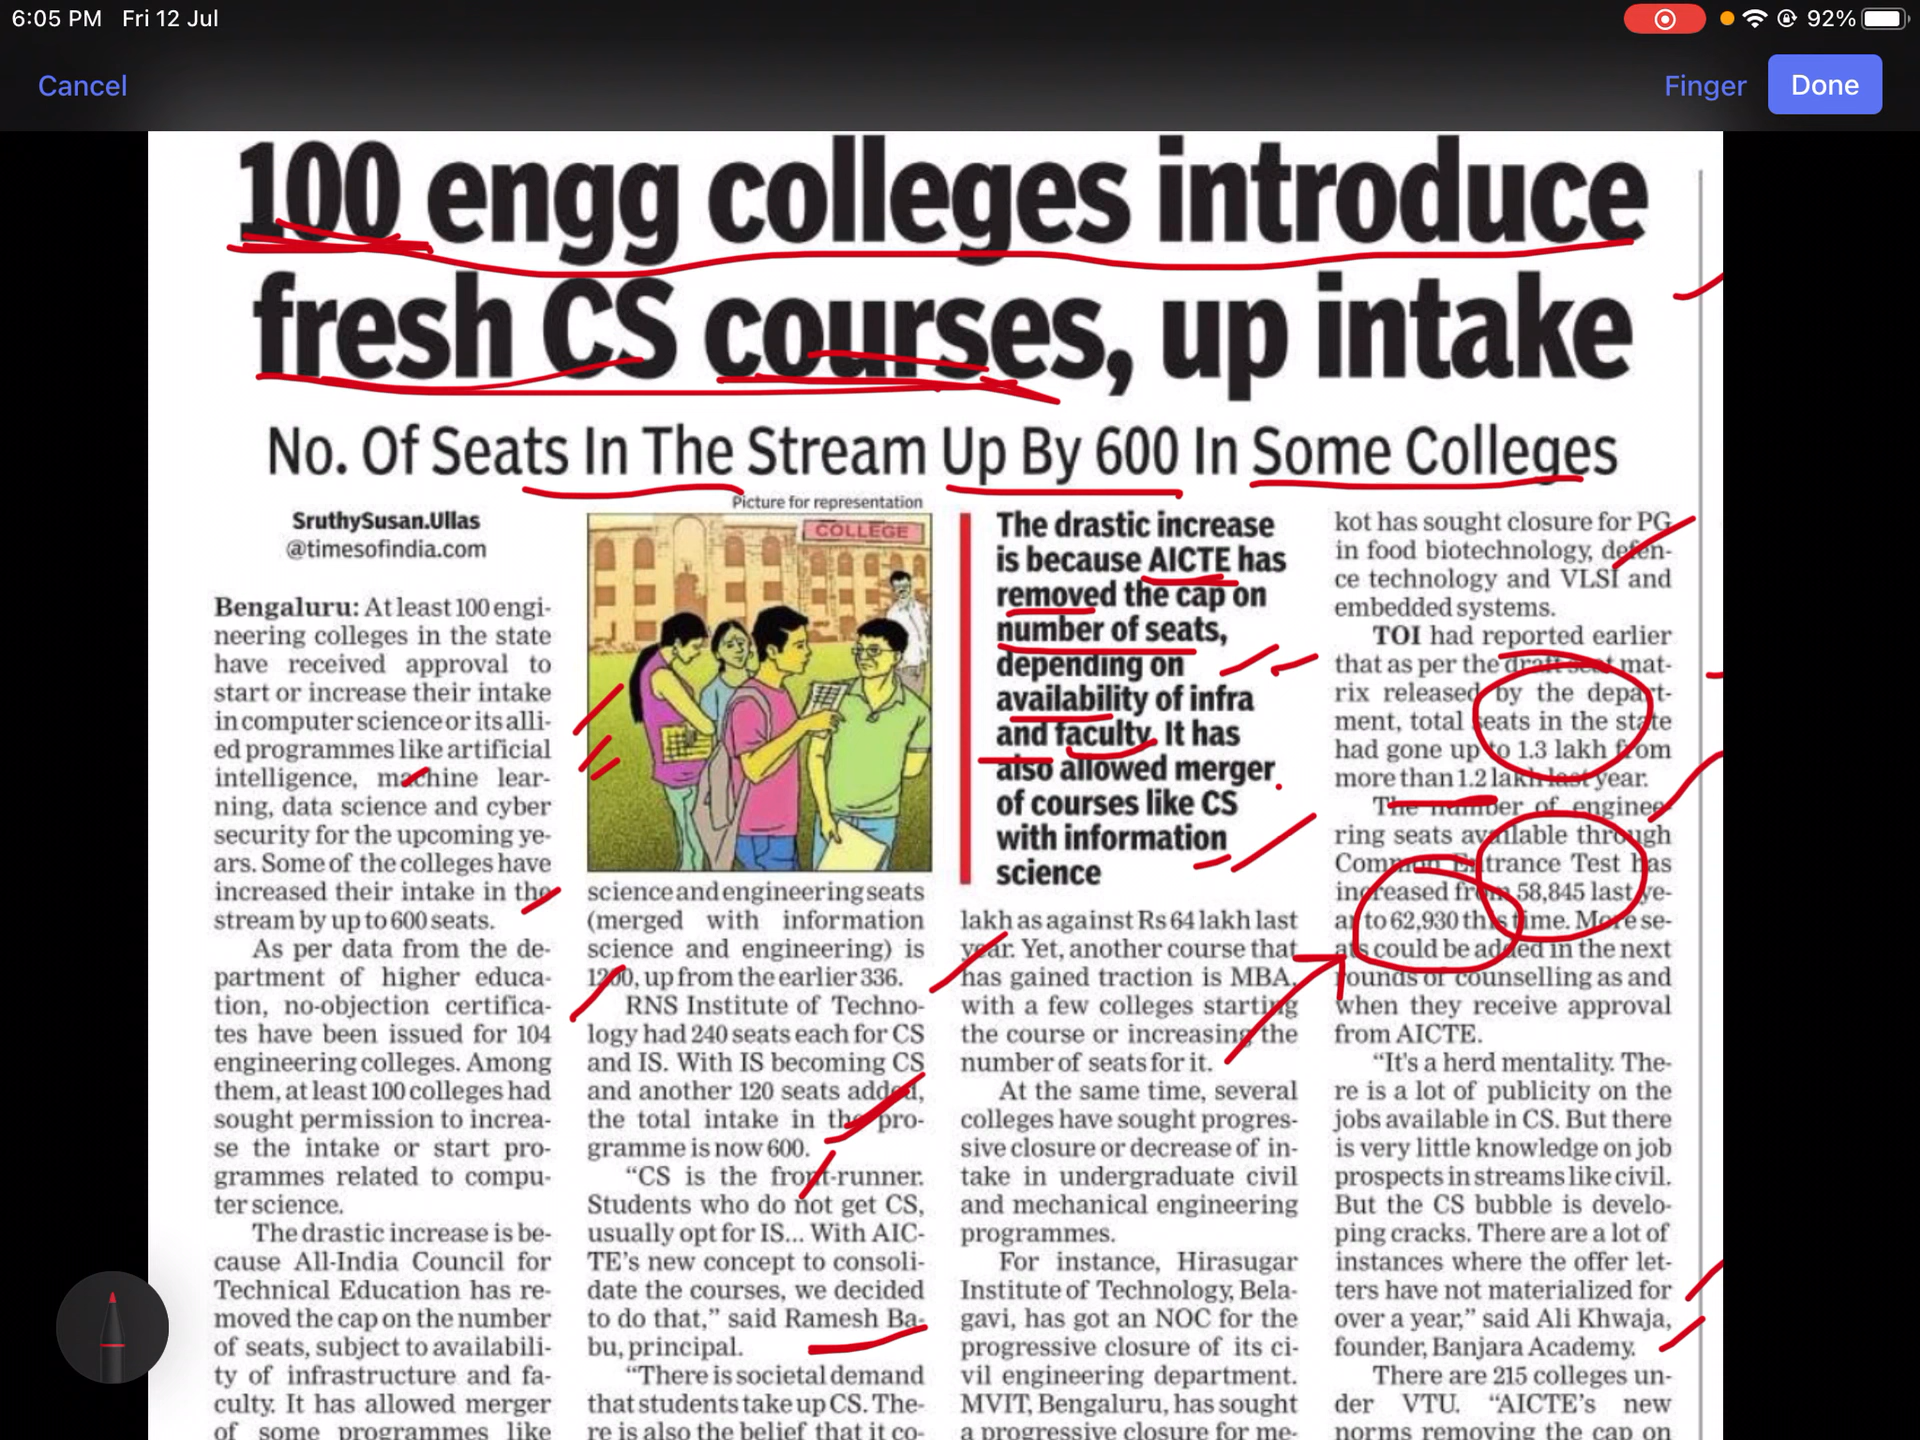 6:05 PM Fri 12 Jul
92%
Cancel
Finger
Done
100 engg colleges introduce
fresh CS courses, up intake
No. Of Seats In The Stream Up By 600 In Some Colleges
SruthySusan.Ullas
@timesofindia.com
Bengaluru: At least 100 engi-
neering colleges in the state
have received approval to
start or increase their intake
in computer science or its alli-
ed programmes like artificial
intelligence, machine lear-
ning, data science and cyber
security for the upcoming ye-
ars. Some of the colleges have
increased their intake in the
stream by up to 600 seats.
As per data from the de-
partment of higher educa-
tion, no-objection certifica-
tes have been issued for 104
engineering colleges. Among
them, at least 100 colleges had
sought permission to increa-
se the intake or start pro-
grammes related to compu-
ter science.
The drastic increase is be-
cause All-India Council for
Technical Education has re-
moved the cap on the number
of seats, subject to availabili-
ty of infrastructure and fa-
culty. It has allowed merger
of some programmes like
Picture for representation
COLLEGE
science and engineering seats
(merged with information
science and engineering) is
1200, up from the earlier 336.
RNS Institute of Techno-
logy had 240 seats each for CS
and IS. With IS becoming CS
and another 120 seats added,
the total intake in the pro-
gramme is now 600.
"CS is the front-runner.
Students who do not get CS,
usually opt for IS... With AIC-
TE's new concept to consoli-
date the courses, we decided
to do that," said Ramesh Ba-
bu, principal.
"There is societal demand
that students take up CS. The-
re is also the belief that it co-
The drastic increase
is because AICTE has
removed the cap on
number of seats,
depending on
availability of infra
and faculty. It has
also allowed merger
of courses like CS
with information
science
lakh as against Rs 64 lakh last
year. Yet, another course that
has gained traction is MBA,
with a few colleges starting
the course or increasing the
number of seats for it.
At the same time, several
colleges have sought progres-
sive closure or decrease of in-
take in undergraduate civil
and mechanical engineering
programmes.
For instance, Hirasugar
Institute of Technology, Bela-
gavi, has got an NOC for the
progressive closure of its ci-
vil engineering department.
MVIT, Bengaluru, has sought
a progressive closure for me-
kot has sought closure for PG
in food biotechnology, defen-
ce technology and VLSI and
embedded systems.
TOI had reported earlier
that as per the draft seat mat-
rix released by the depart-
ment, total seats in the state
had gone up to 1.3 lakh from
more than 1.2 lakh last year.
The number of enginee-
ring seats available through
Common Entrance Test has
increased from 58,845 last ye-
ar to 62,930 this time. More se-
ats could be added in the next
rounds of counselling as and
when they receive approval
from AICTE.
"It's a herd mentality. The-
re is a lot of publicity on the
jobs available in CS. But there
is very little knowledge on job
prospects in streams like civil.
But the CS bubble is develo-
ping cracks. There are a lot of
instances where the offer let-
ters have not materialized for
over a year," said Ali Khwaja,
founder, Banjara Academy.
There are 215 colleges un-
der VTU. "AICTE's new
norms removing the cap on